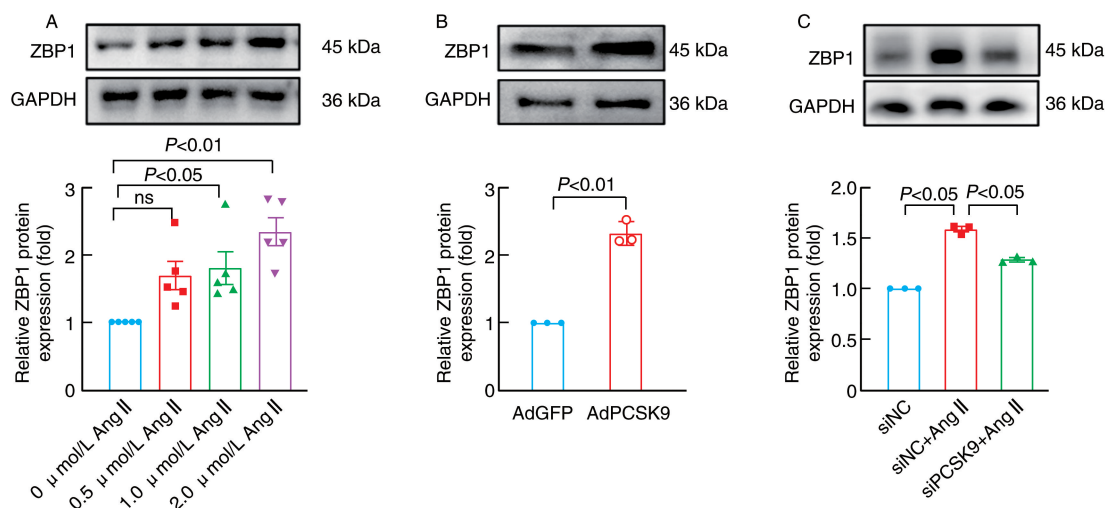 A
ZBP1
45 kDa
GAPDH
36 kDa
P<0.01
P<0.05
ns
3
2
1
0
Relative ZBP1 protein
expression (fold)
0 μ mol/L Ang II
0.5 μ mol/L Ang II
1.0 μ mol/L Ang II
2.0 μ mol/L Ang II
B
ZBP1
45 kDa
GAPDH
36 kDa
P<0.01
3
2
1
0
Relative ZBP1 protein
expression (fold)
AdGFP
AdPCSK9
C
ZBP1
45 kDa
GAPDH
36 kDa
P<0.05
P<0.05
2.0
1.5
1.0
0.5
0
Relative ZBP1 protein
expression (fold)
siNC
siNC+Ang II
siPCSK9+Ang II